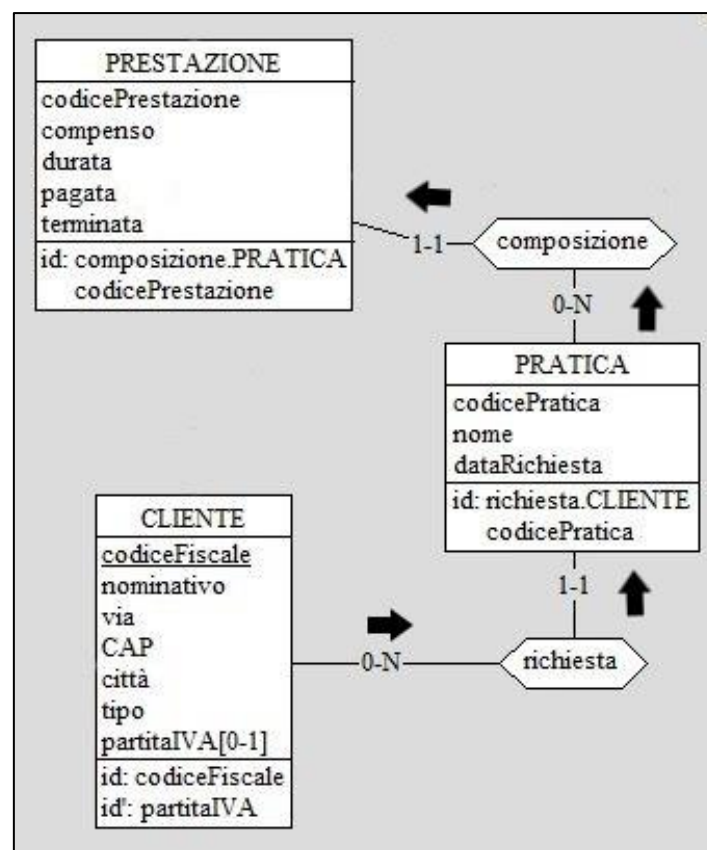 PRESTAZIONE
codicePrestazione
compenso
durata
pagata
terminata
id: composizione.PRATICA
codicePrestazione
1-1
composizione
0-N
PRATICA
codicePratica
nome
dataRichiesta
id: richiesta.CLIENTE
codicePratica
1-1
richiesta
0-N
CLIENTE
codiceFiscale
nominativo
via
CAP
città
tipo
partitaIVA[0-1]
id: codiceFiscale
id': partitaIVA